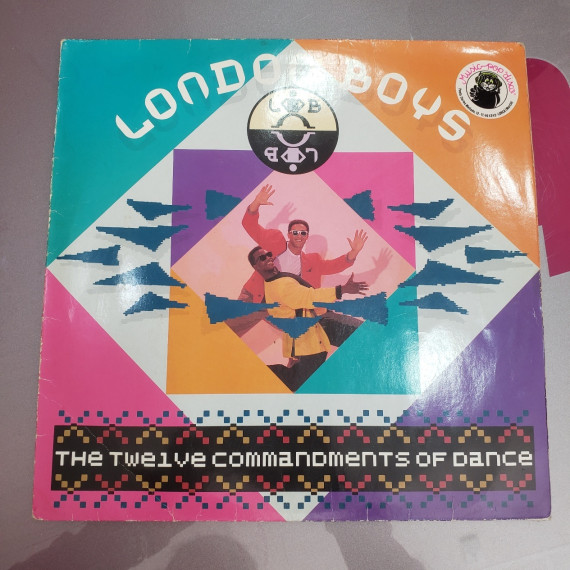 LONDON BOYS
L B
THE TWELVE COMMANDMENTS OF DANCE